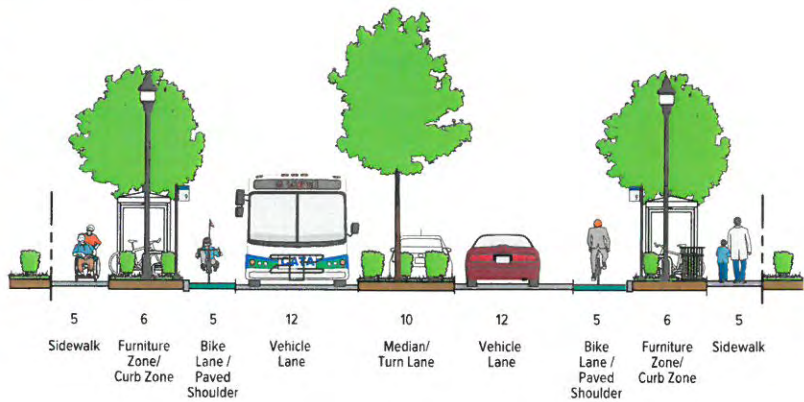 CATA
5
6
5
12
10
12
5
6
5
Sidewalk
Furniture
Zone/
Curb Zone
Bike
Lane /
Paved
Shoulder
Vehicle
Lane
Median/
Turn Lane
Vehicle
Lane
Bike
Lane /
Paved
Shoulder
Furniture
Zone/
Curb Zone
Sidewalk